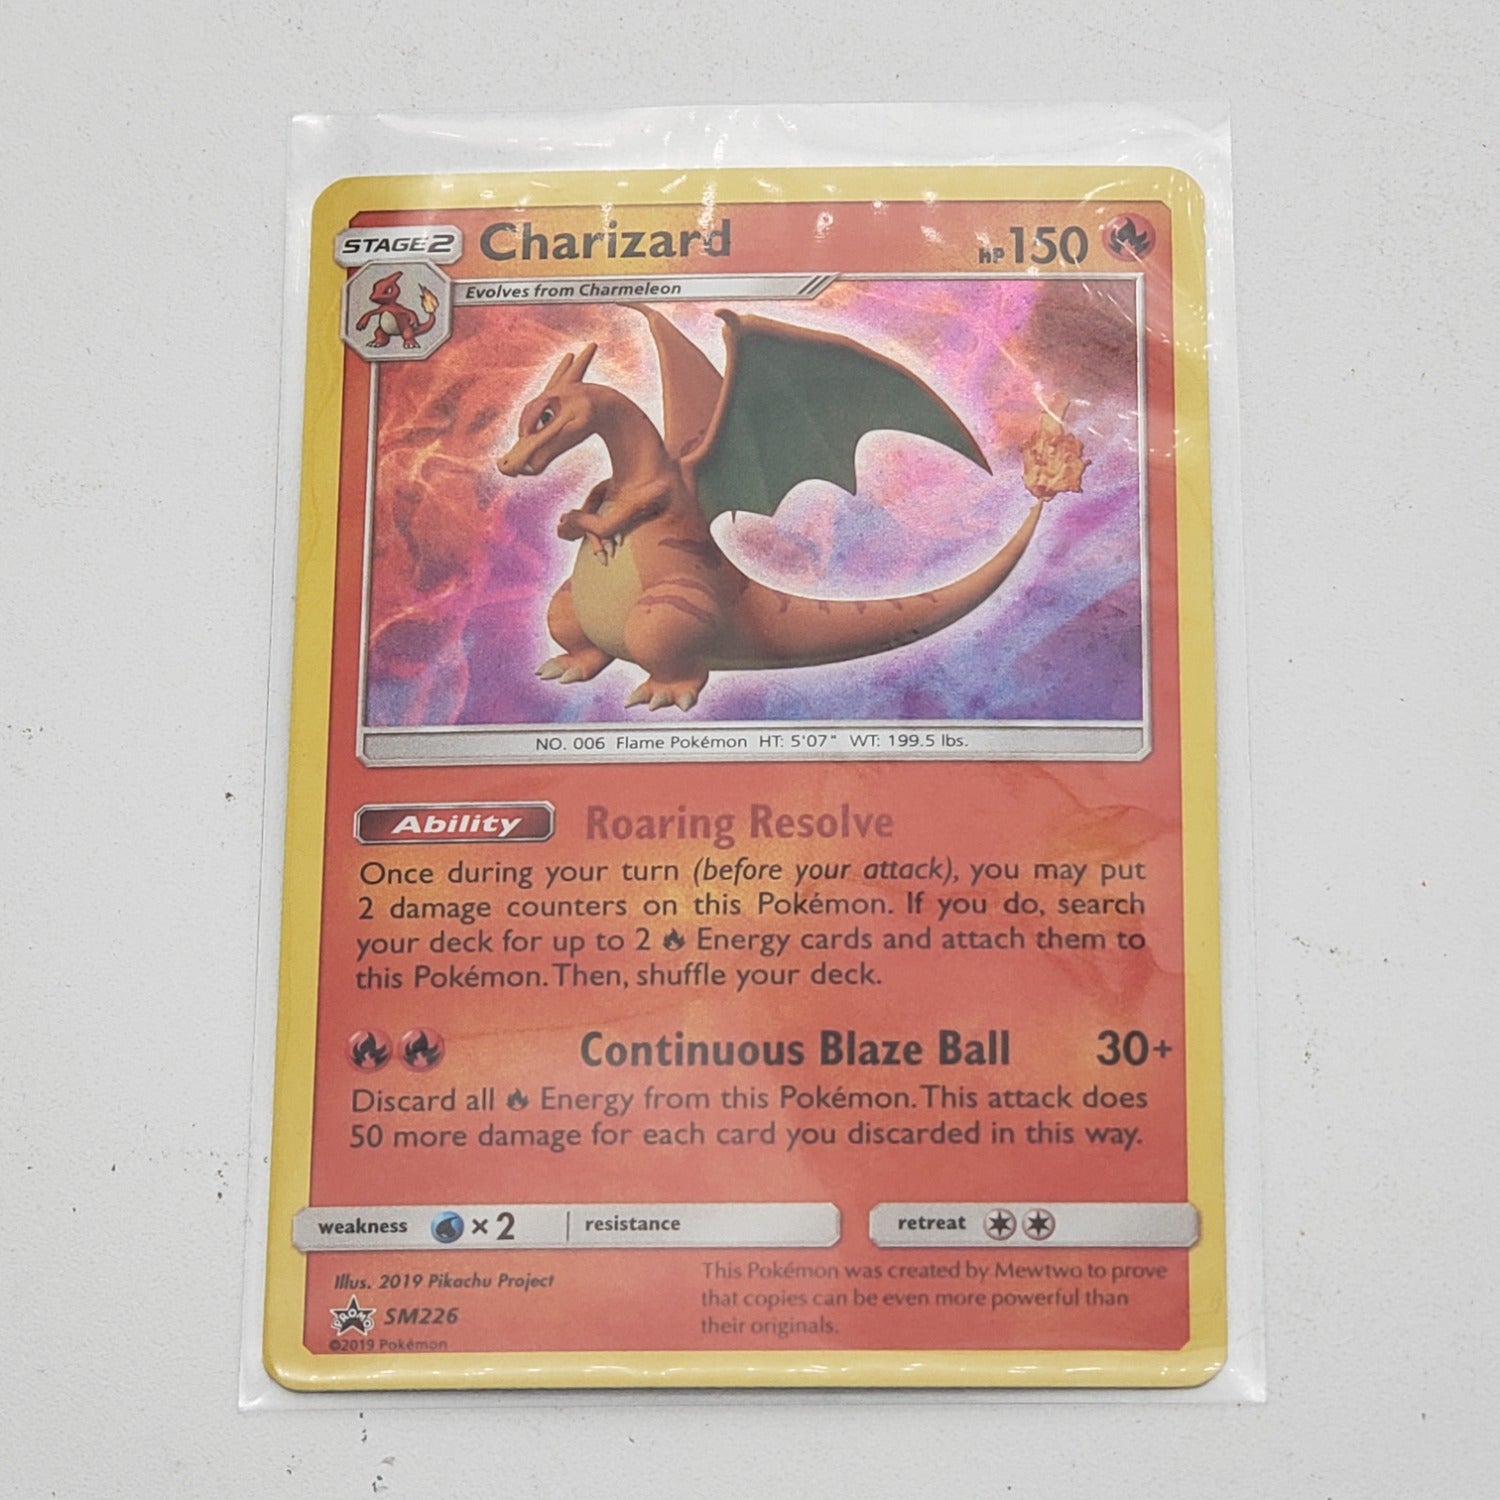 STAGE 2 Charizard HP 150
Evolves from Charmeleon
NO. 006 Flame Pokémon HT: 5'07" WT: 199.5 lbs.
Ability Roaring Resolve
Once during your turn (before your attack), you may put
2 damage counters on this Pokémon. If you do, search
your deck for up to 2 Energy cards and attach them to
this Pokémon. Then, shuffle your deck.
Continuous Blaze Ball 30+
Discard all Energy from this Pokémon. This attack does
50 more damage for each card you discarded in this way.
weakness × 2 resistance retreat
Illus. 2019 Pikachu Project
PROMO SM226
©2019 Pokémon
This Pokémon was created by Mewtwo to prove
that copies can be even more powerful than
their originals.